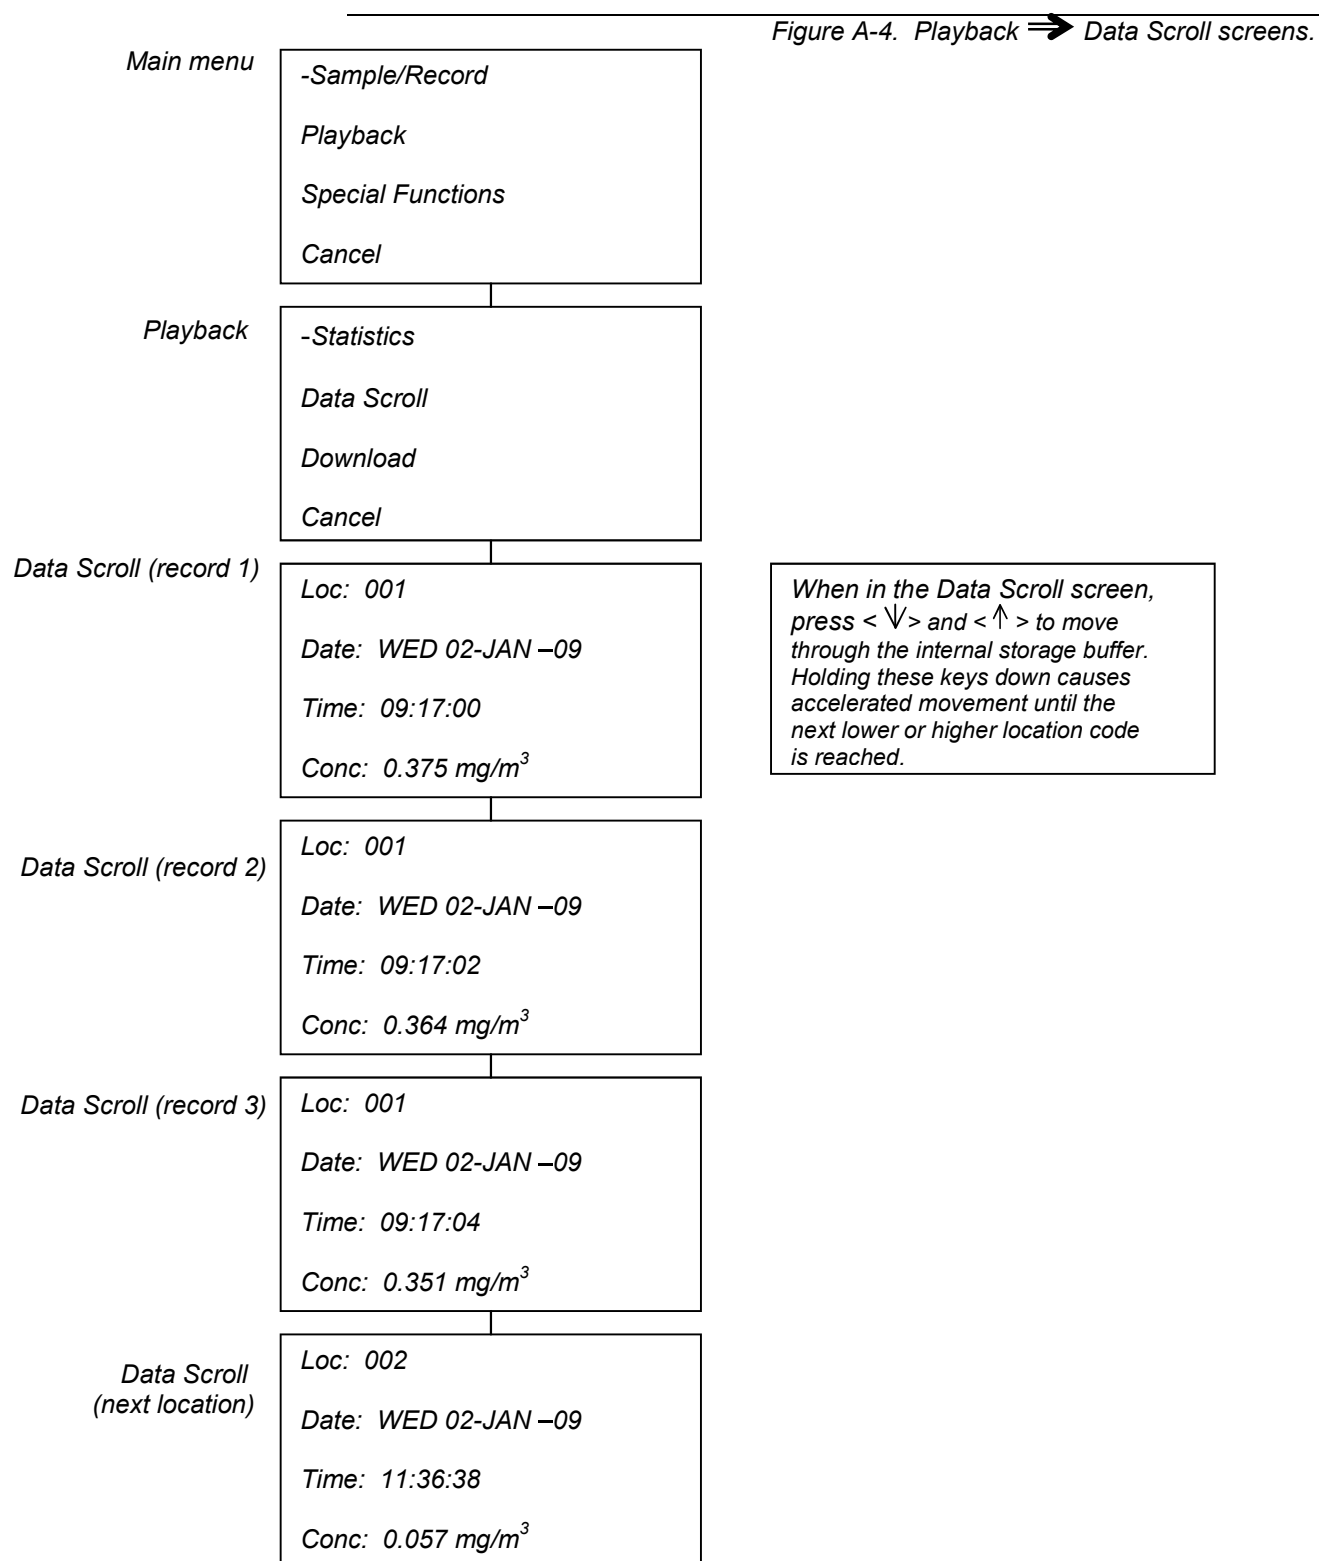 Figure A-4. Playback ⇒ Data Scroll screens.
Main menu
-Sample/Record
Playback
Special Functions
Cancel
Playback
-Statistics
Data Scroll
Download
Cancel
Data Scroll (record 1)
Loc: 001
Date: WED 02-JAN –09
Time: 09:17:00
Conc: 0.375 mg/m³
When in the Data Scroll screen,
press < ↓ > and < ↑ > to move
through the internal storage buffer.
Holding these keys down causes
accelerated movement until the
next lower or higher location code
is reached.
Data Scroll (record 2)
Loc: 001
Date: WED 02-JAN –09
Time: 09:17:02
Conc: 0.364 mg/m³
Data Scroll (record 3)
Loc: 001
Date: WED 02-JAN –09
Time: 09:17:04
Conc: 0.351 mg/m³
Data Scroll
(next location)
Loc: 002
Date: WED 02-JAN –09
Time: 11:36:38
Conc: 0.057 mg/m³